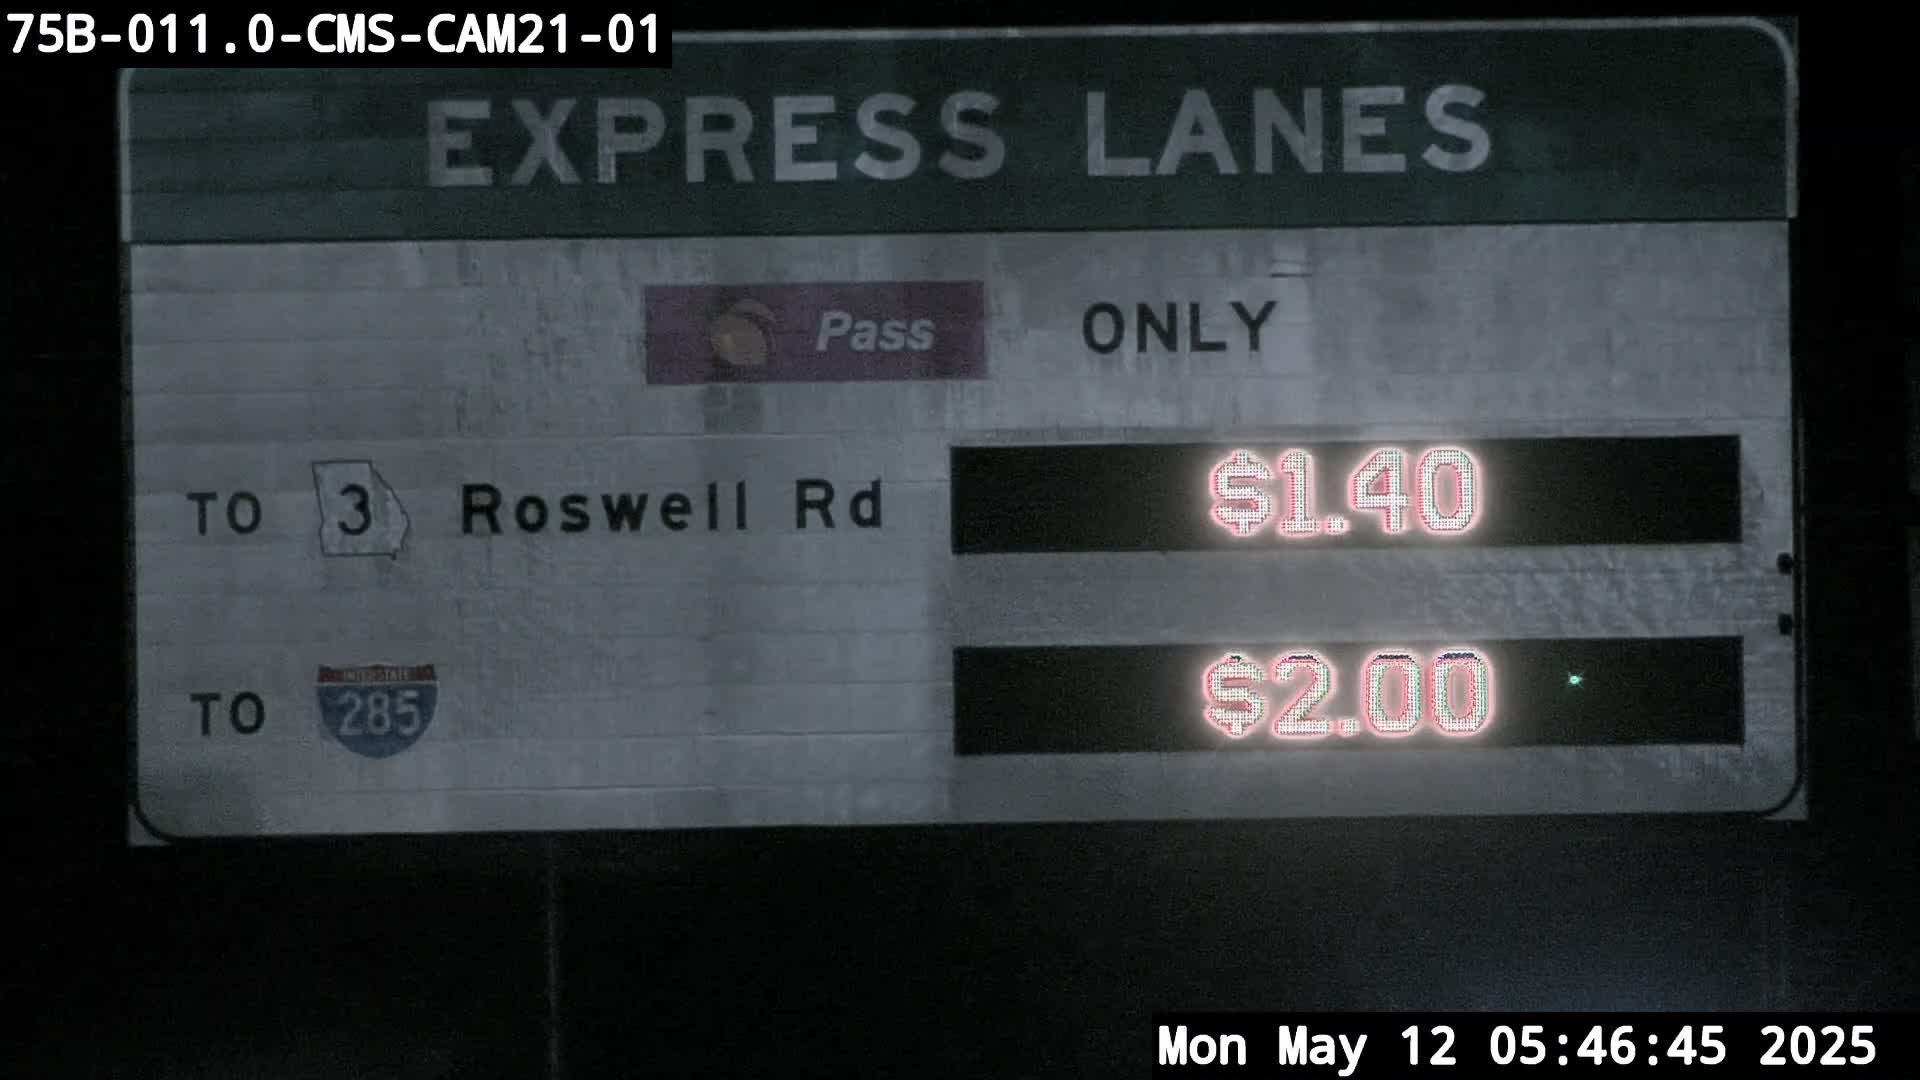 75B-011.0-CMS-CAM21-01
EXPRESS LANES
Pass ONLY
TO 3 Roswell Rd $1.40
TO INTERSTATE 285 $2.00
Mon May 12 05:46:45 2025